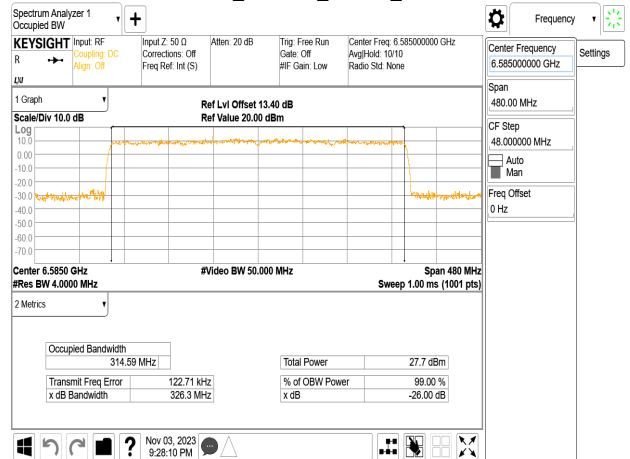 Spectrum Analyzer 1
Occupied BW
Frequency
KEYSIGHT
R
LXI
Input: RF
Coupling: DC
Align: Off
Input Z: 50 Ω
Corrections: Off
Freq Ref: Int (S)
Atten: 20 dB
Trig: Free Run
Gate: Off
#IF Gain: Low
Center Freq: 6.585000000 GHz
Avg|Hold: 10/10
Radio Std: None
Center Frequency
6.585000000 GHz
Settings
Span
480.00 MHz
CF Step
48.000000 MHz
Auto
Man
Freq Offset
0 Hz
1 Graph
Scale/Div 10.0 dB
Ref Lvl Offset 13.40 dB
Ref Value 20.00 dBm
Log
10.0
0.00
-10.0
-20.0
-30.0
-40.0
-50.0
-60.0
-70.0
Center 6.5850 GHz
#Video BW 50.000 MHz
Span 480 MHz
#Res BW 4.0000 MHz
Sweep 1.00 ms (1001 pts)
2 Metrics
Occupied Bandwidth
314.59 MHz
Total Power 27.7 dBm
Transmit Freq Error 122.71 kHz
% of OBW Power 99.00 %
x dB Bandwidth 326.3 MHz
x dB -26.00 dB
Nov 03, 2023
9:28:10 PM